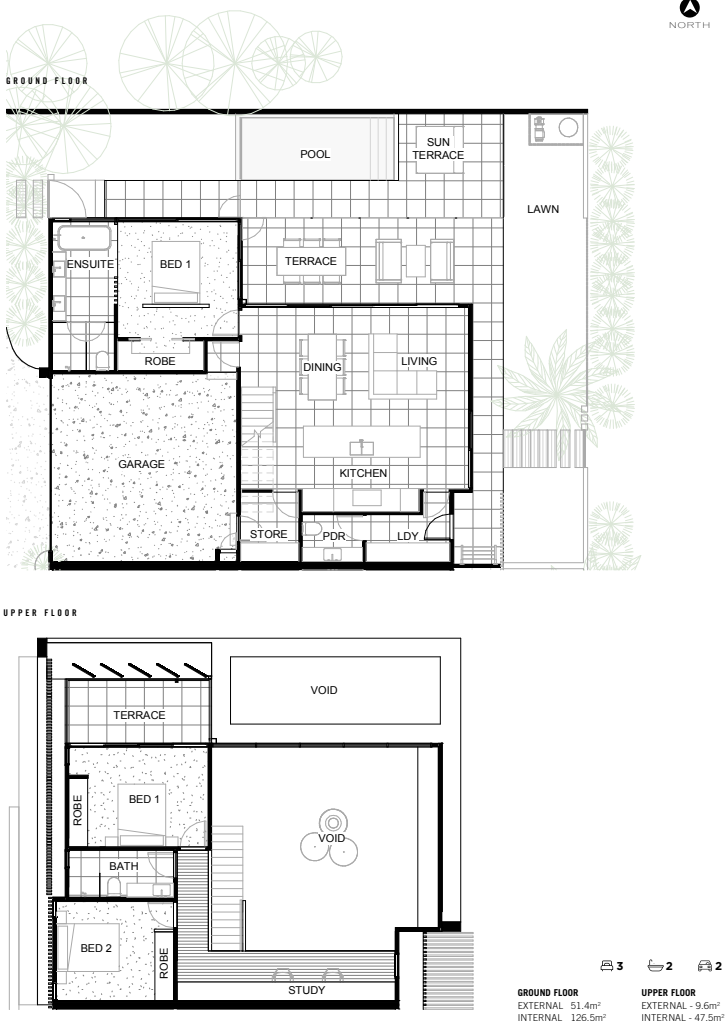 NORTH
GROUND FLOOR
POOL
SUN
TERRACE
LAWN
ENSUITE
BED 1
TERRACE
ROBE
DINING
LIVING
GARAGE
KITCHEN
STORE
PDR
LDY
UPPER FLOOR
VOID
TERRACE
ROBE
BED 1
VOID
BATH
BED 2
ROBE
STUDY
3 2 2
GROUND FLOOR
EXTERNAL 51.4m²
INTERNAL 126.5m²
UPPER FLOOR
EXTERNAL - 9.6m²
INTERNAL - 47.5m²